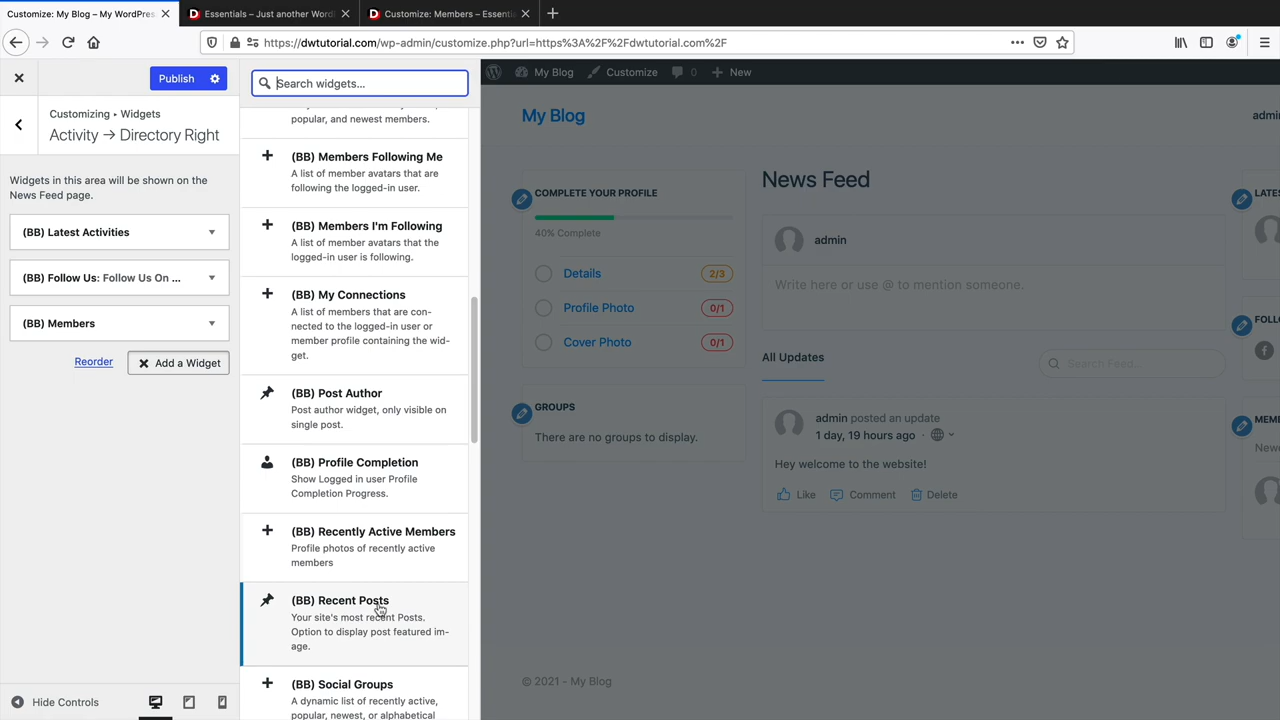 Customize: My Blog – My WordPres
Essentials – Just another Word
Customize: Members – Essenti
https://dwtutorial.com/wp-admin/customize.php?url=https%3A%2F%2Fdwtutorial.com%2F
Publish
Search widgets...
My Blog
Customize
0
New
Customizing ▸ Widgets
Activity → Directory Right
Widgets in this area will be shown on the
News Feed page.
(BB) Latest Activities
(BB) Follow Us: Follow Us On ...
(BB) Members
Reorder
Add a Widget
Hide Controls
popular, and newest members.
(BB) Members Following Me
A list of member avatars that are
following the logged-in user.
(BB) Members I'm Following
A list of member avatars that the
logged-in user is following.
(BB) My Connections
A list of members that are con-
nected to the logged-in user or
member profile containing the wid-
get.
(BB) Post Author
Post author widget, only visible on
single post.
(BB) Profile Completion
Show Logged in user Profile
Completion Progress.
(BB) Recently Active Members
Profile photos of recently active
members
(BB) Recent Posts
Your site's most recent Posts.
Option to display post featured im-
age.
(BB) Social Groups
A dynamic list of recently active,
popular, newest, or alphabetical
My Blog
admi
COMPLETE YOUR PROFILE
40% Complete
Details 2/3
Profile Photo 0/1
Cover Photo 0/1
GROUPS
There are no groups to display.
News Feed
admin
Write here or use @ to mention someone.
All Updates
Search Feed...
admin posted an update
1 day, 19 hours ago
Hey welcome to the website!
Like
Comment
Delete
LATE
FOLL
MEM
Newe
© 2021 - My Blog